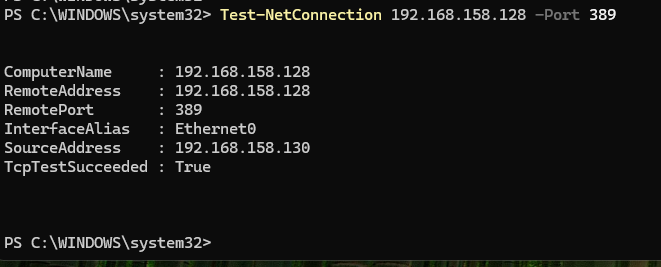 PS C:\WINDOWS\system32> Test-NetConnection 192.168.158.128 -Port 389
ComputerName     : 192.168.158.128
RemoteAddress    : 192.168.158.128
RemotePort       : 389
InterfaceAlias   : Ethernet0
SourceAddress    : 192.168.158.130
TcpTestSucceeded : True
PS C:\WINDOWS\system32>